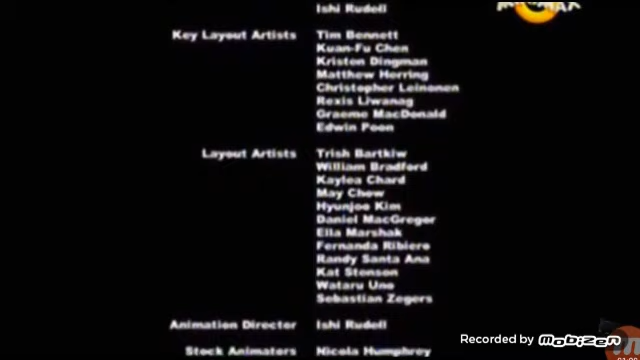 Ishi Rudell
Key Layout Artists Tim Bennett
Kuan-Fu Chen
Kristen Dingman
Matthew Herring
Christopher Leinonen
Rexis Liwanag
Graeme MacDonald
Edwin Poon
Layout Artists Trish Bartkiw
William Bradford
Kaylea Chard
May Chow
Hyunjoo Kim
Daniel MacGregor
Ella Marshak
Fernanda Ribiero
Randy Santa Ana
Kat Stenson
Wataru Uno
Sebastian Zegers
Animation Director Ishi Rudell
Stock Animators Nicola Humphrey
Recorded by Mobizen